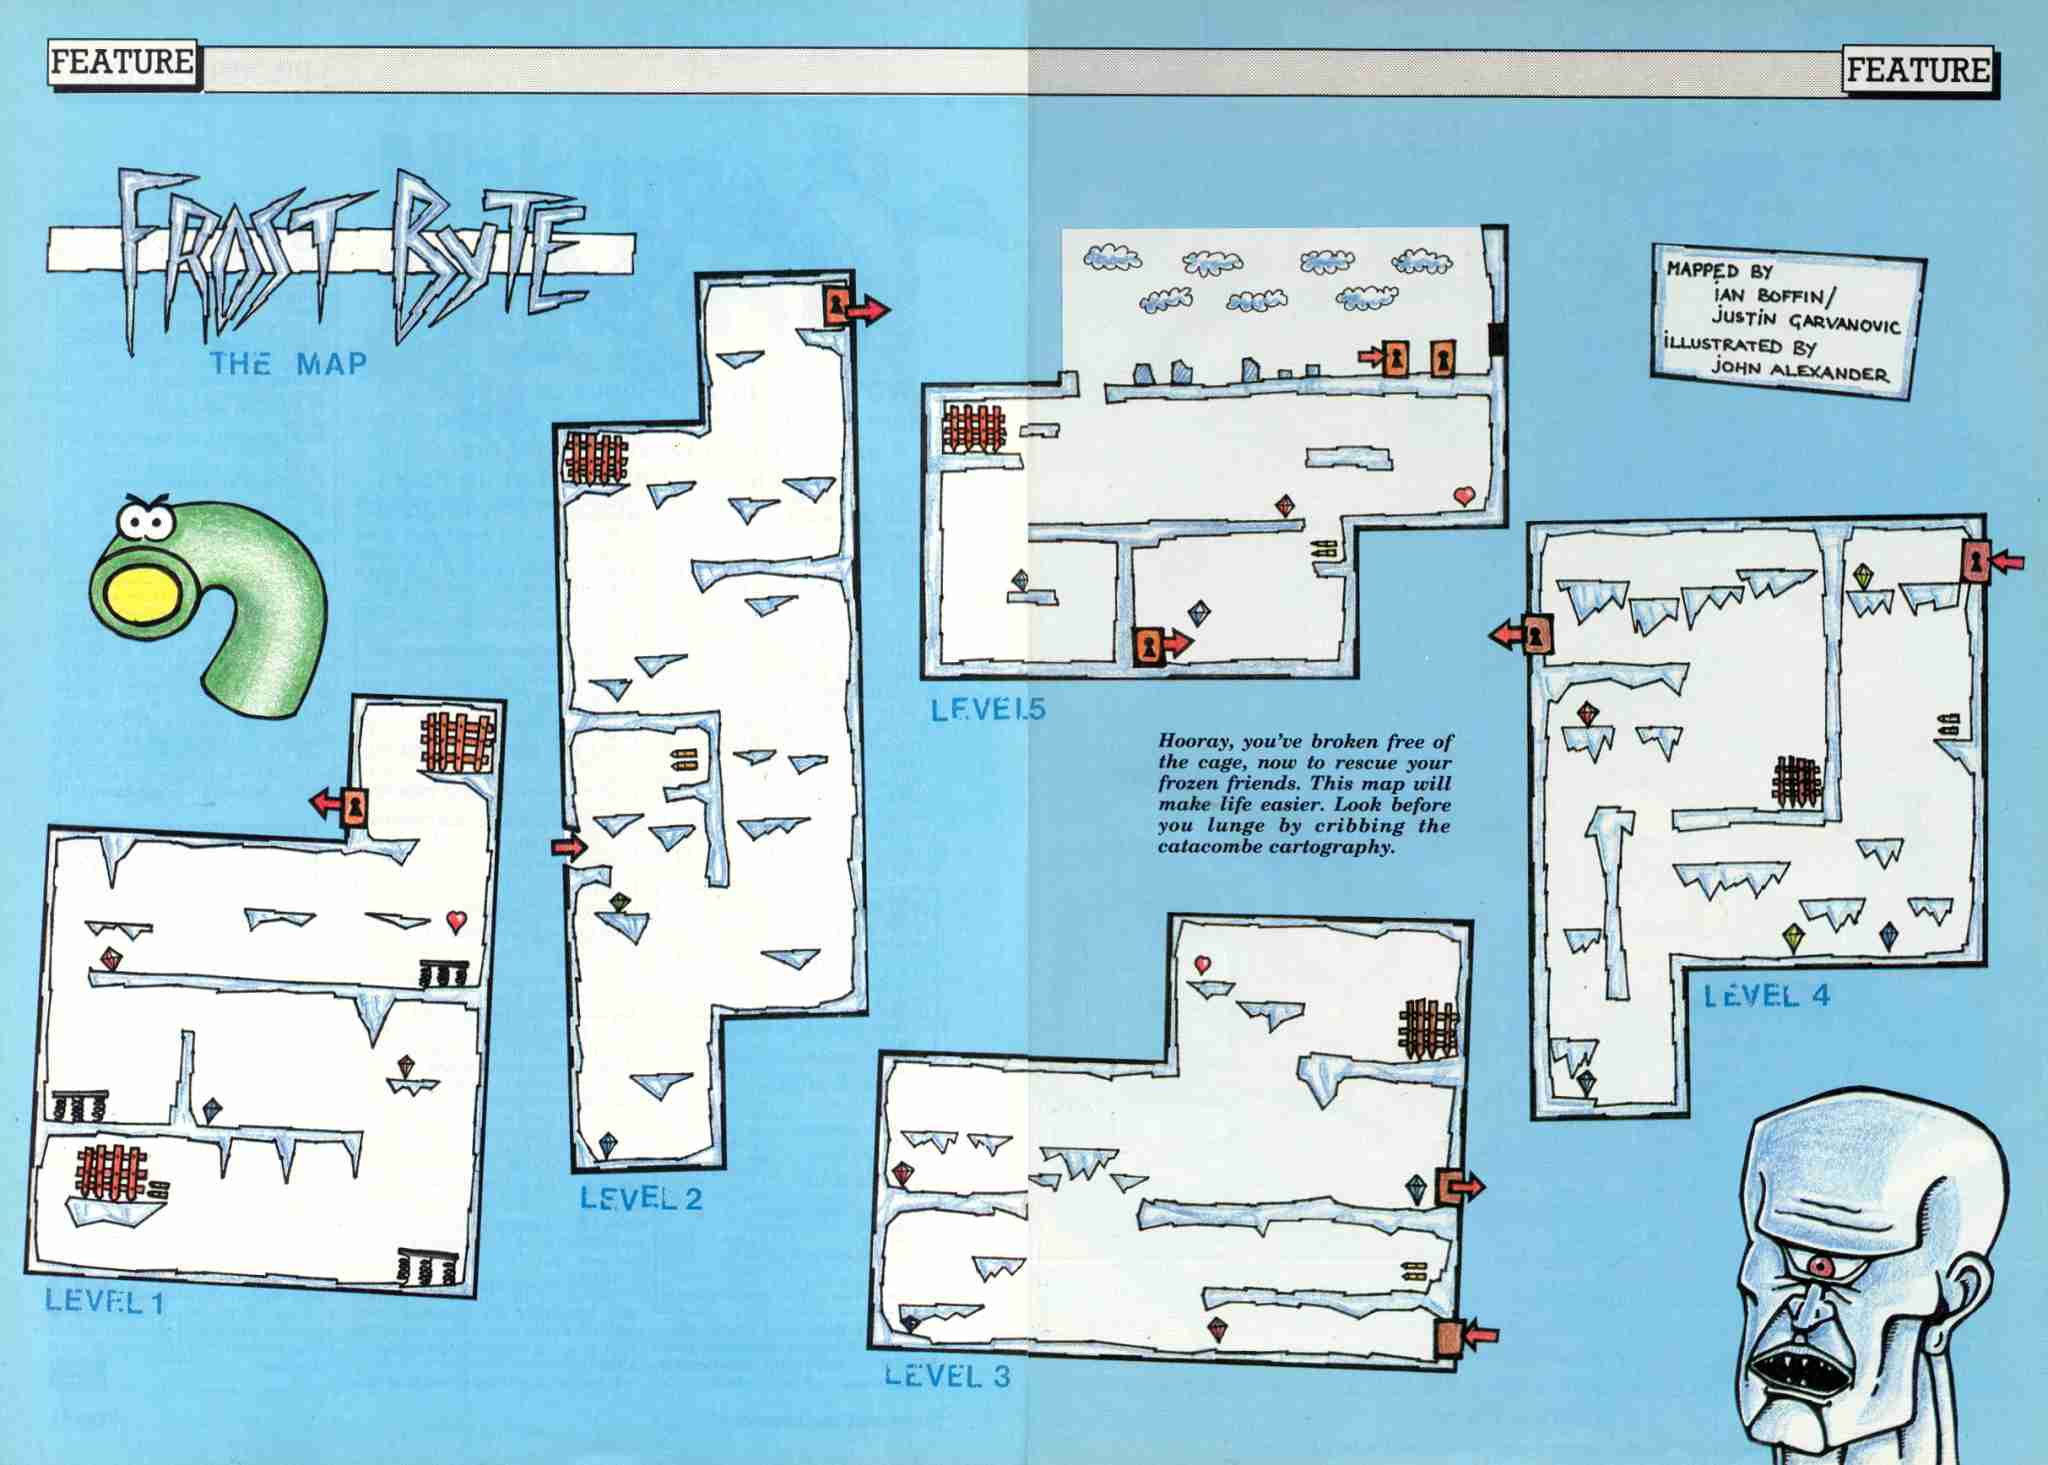 FEATURE
FEATURE
FROST BYTE
THE MAP
MAPPED BY
IAN BOFFIN/
JUSTIN GARVANOVIC
ILLUSTRATED BY
JOHN ALEXANDER
LEVEL5
Hooray, you've broken free of
the cage, now to rescue your
frozen friends. This map will
make life easier. Look before
you lunge by cribbing the
catacombe cartography.
LEVEL 4
LEVEL 2
LEVEL 1
LEVEL 3